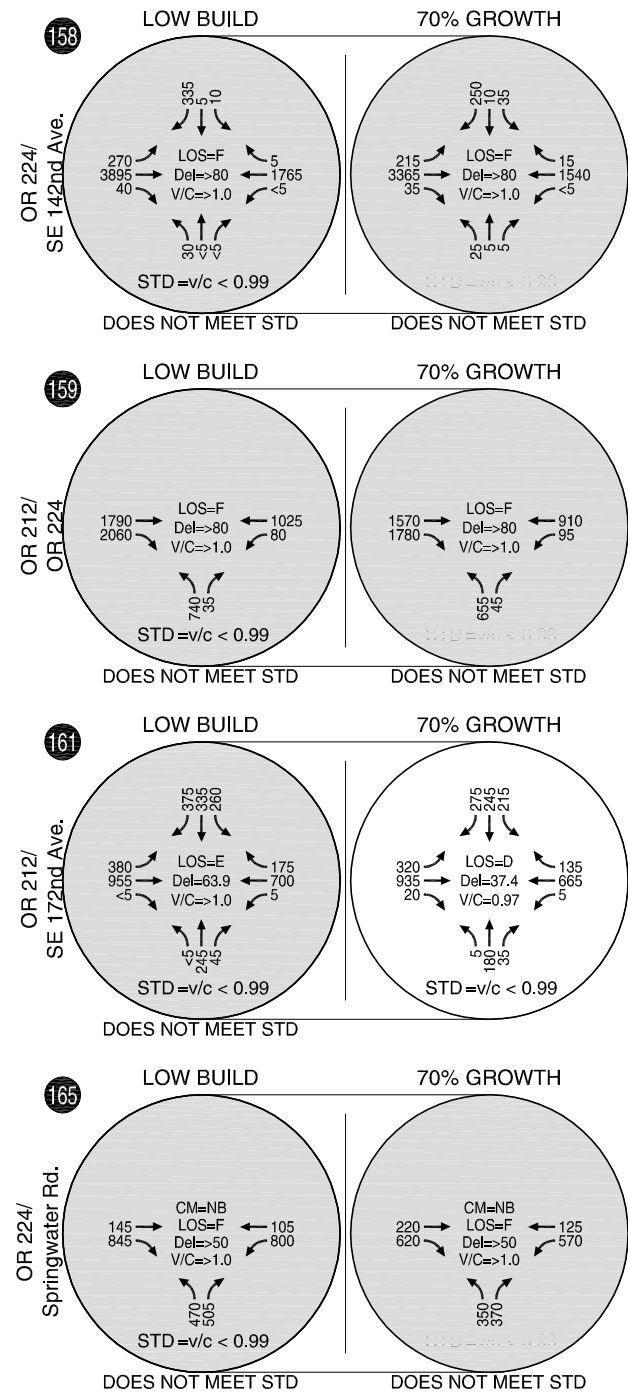 158
LOW BUILD
70% GROWTH
OR 224/
SE 142nd Ave.
335 5 10
270
3895
40
LOS=F
Del=>80
V/C=>1.0
5
1765
<5
30 <5 <5
STD=v/c < 0.99
DOES NOT MEET STD
250 10 35
215
3365
35
LOS=F
Del=>80
V/C=>1.0
15
1540
<5
25 5 5
DOES NOT MEET STD
159
LOW BUILD
70% GROWTH
OR 212/
OR 224
1790
2060
LOS=F
Del=>80
V/C=>1.0
1025
80
740 35
STD=v/c < 0.99
DOES NOT MEET STD
1570
1780
LOS=F
Del=>80
V/C=>1.0
910
95
655 45
DOES NOT MEET STD
161
LOW BUILD
70% GROWTH
OR 212/
SE 172nd Ave.
375 335 260
380
955
<5
LOS=E
Del=63.9
V/C=>1.0
175
700
5
<5 245 45
STD=v/c < 0.99
DOES NOT MEET STD
275 245 215
320
935
20
LOS=D
Del=37.4
V/C=0.97
135
665
5
5 180 35
STD=v/c < 0.99
165
LOW BUILD
70% GROWTH
OR 224/
Springwater Rd.
145
845
CM=NB
LOS=F
Del=>50
V/C=>1.0
105
800
470 505
STD=v/c < 0.99
DOES NOT MEET STD
220
620
CM=NB
LOS=F
Del=>50
V/C=>1.0
125
570
350 370
DOES NOT MEET STD